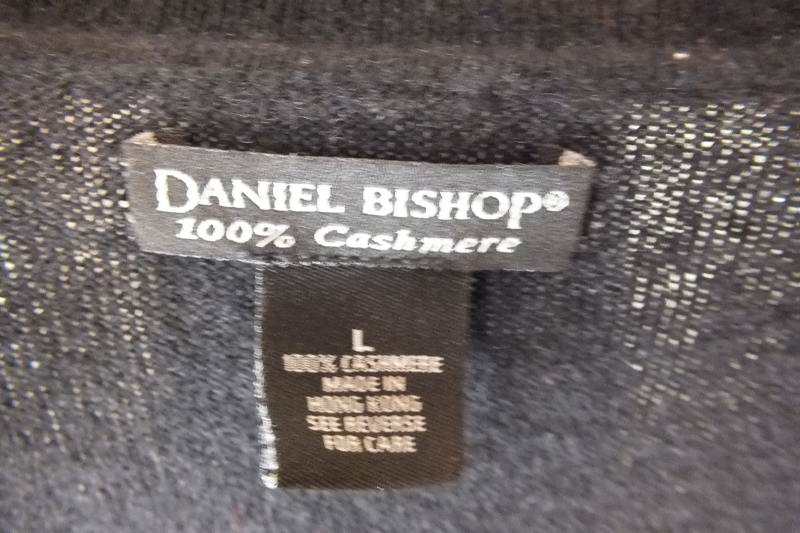 DANIEL BISHOP®
100% Cashmere
L
100% CASHMERE
MADE IN
HONG KONG
SEE REVERSE
FOR CARE